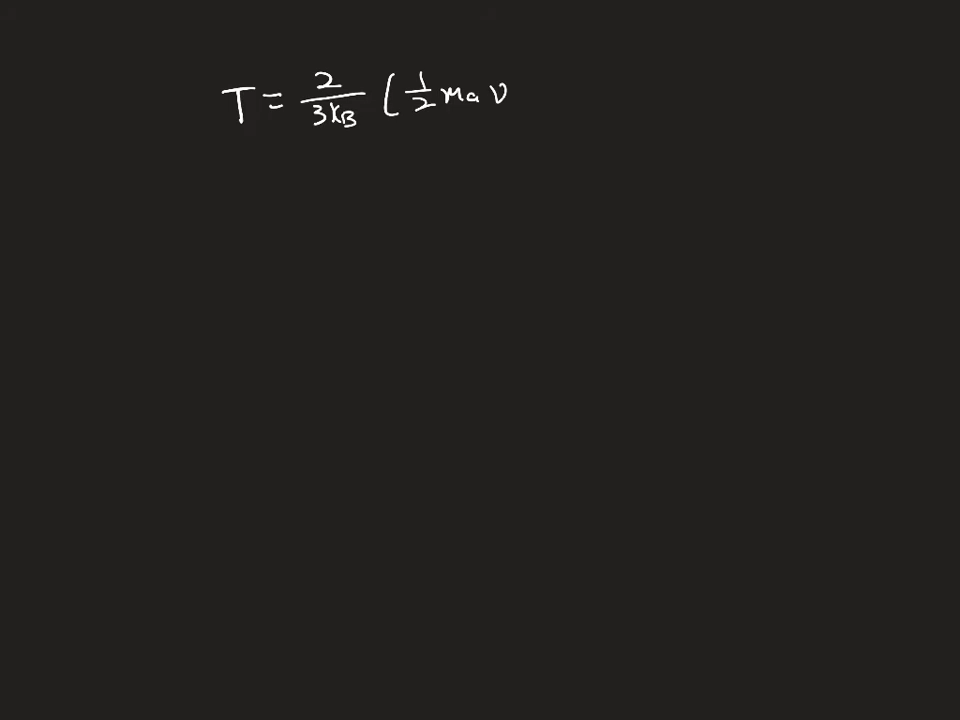 T = 2/(3k_B) (1/2 m_a v